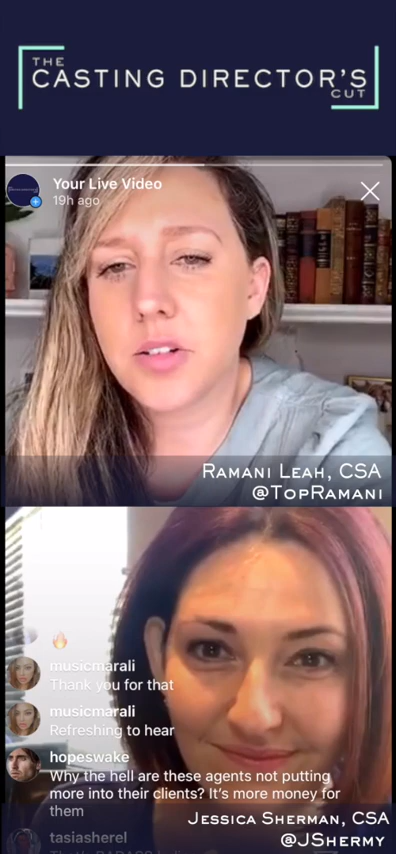 THE
CASTING DIRECTOR'S
CUT
Your Live Video
19h ago
RAMANI LEAH, CSA
@TOPRAMANI
musicmarali
Thank you for that
musicmarali
Refreshing to hear
hopeswake
Why the hell are these agents not putting
more into their clients? It's more money for
them
JESSICA SHERMAN, CSA
@JSHERMY
tasiasherel